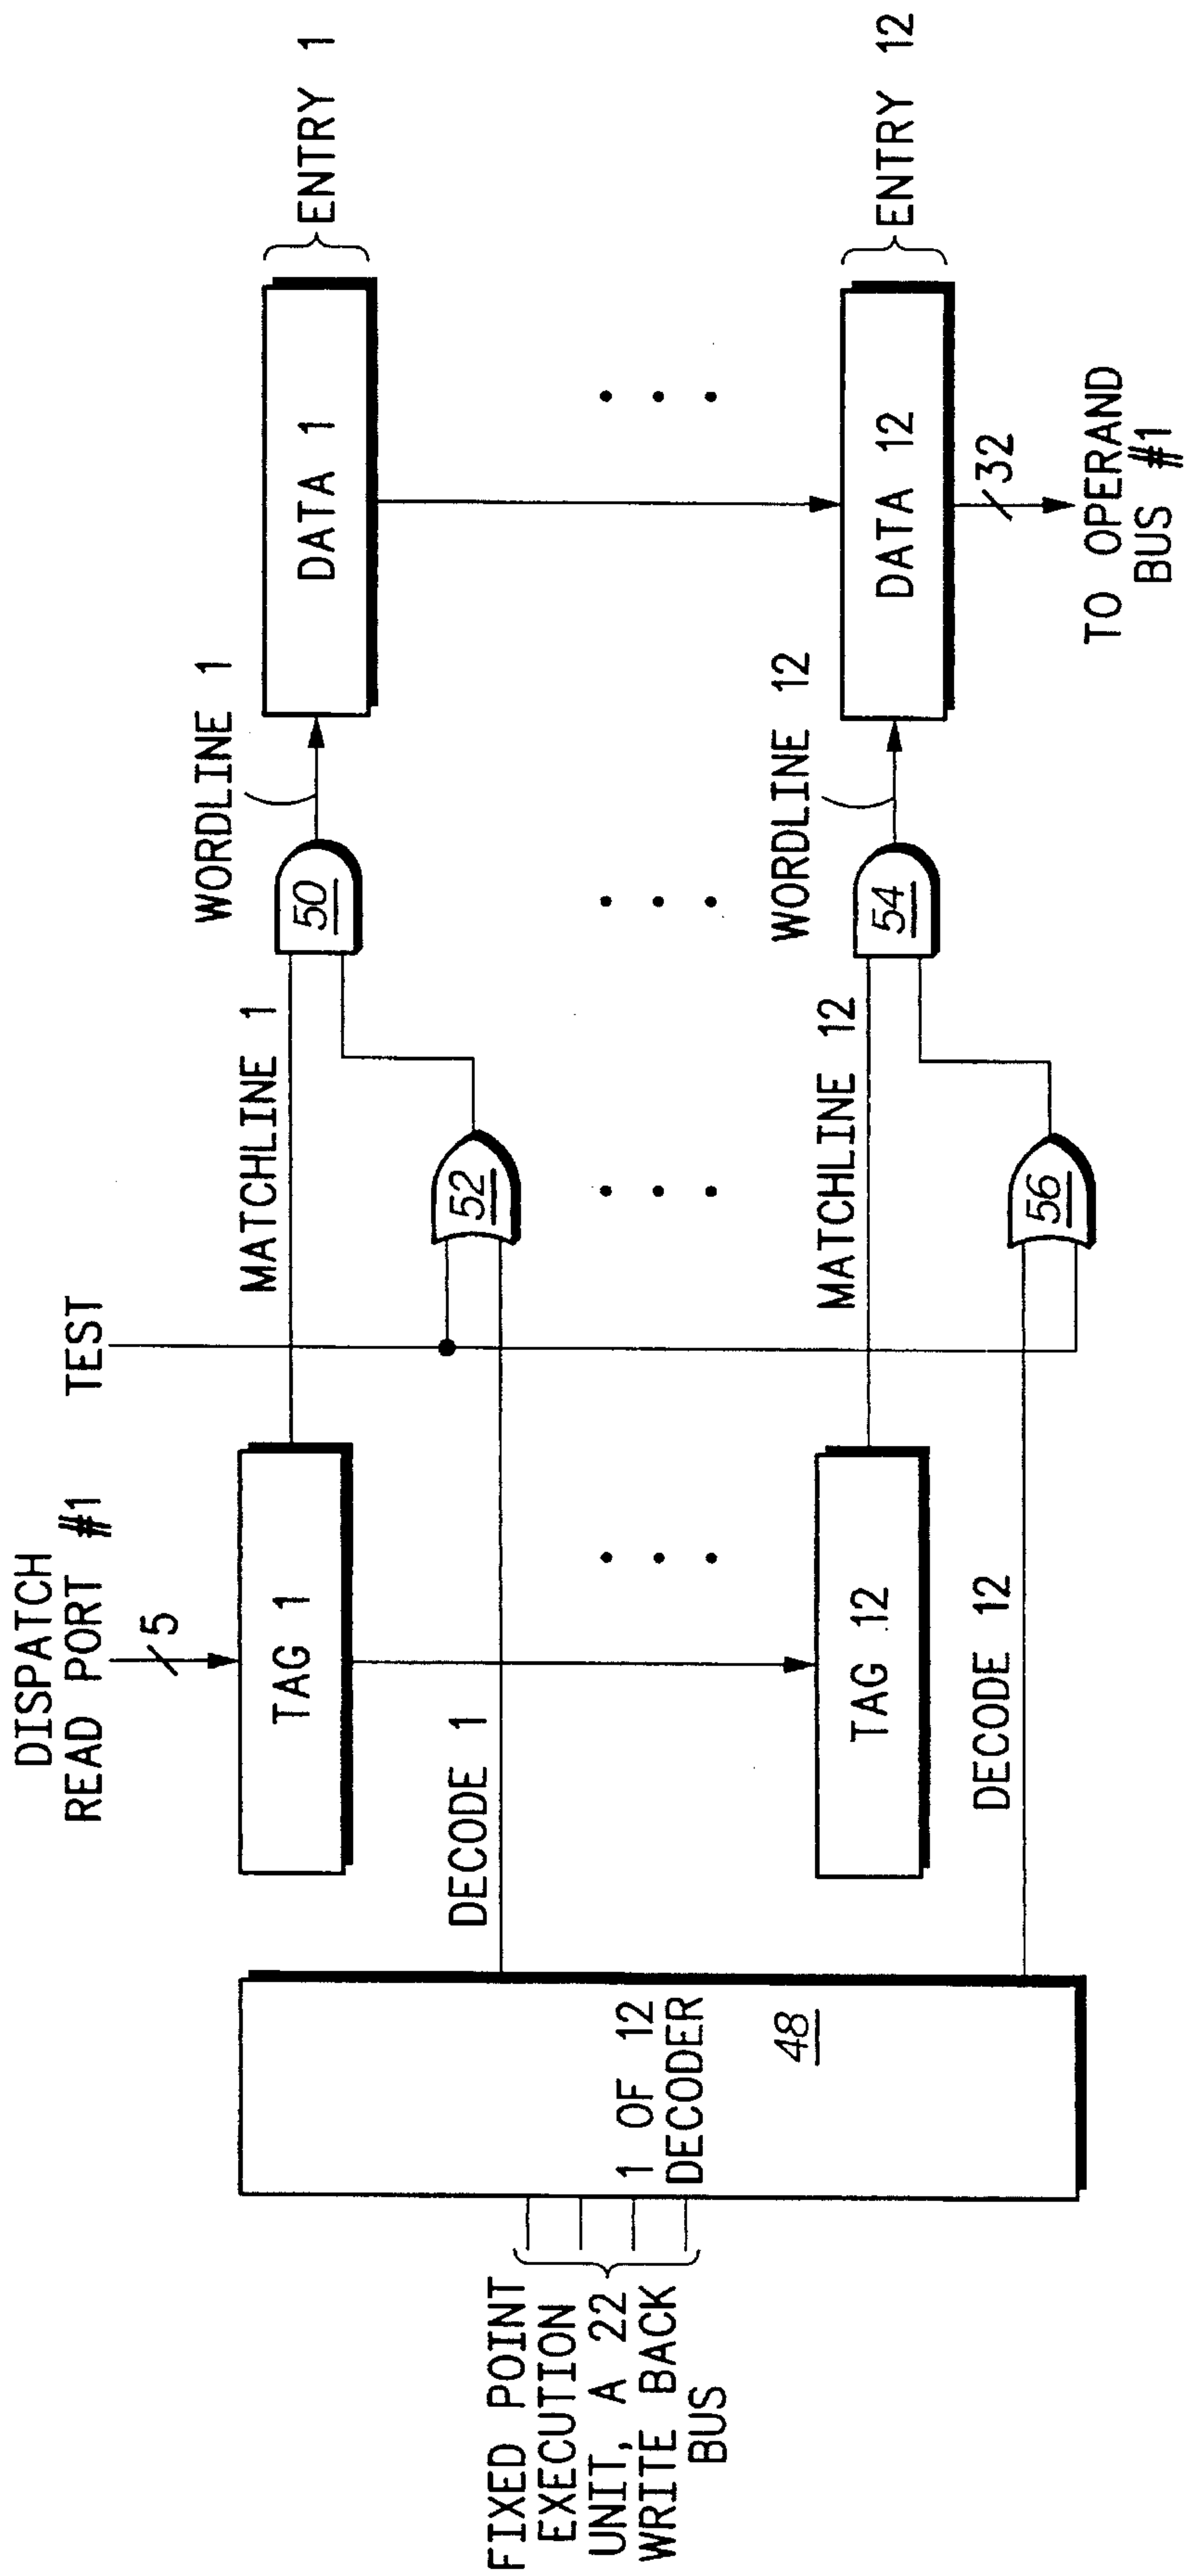 DISPATCH
READ PORT #1
TEST
5
TAG 1
MATCHLINE 1
50
WORDLINE 1
DATA 1
ENTRY 1
DECODE 1
52
FIXED POINT
EXECUTION
UNIT, A 22
WRITE BACK
BUS
1 OF 12
DECODER
48
TAG 12
MATCHLINE 12
54
WORDLINE 12
DATA 12
ENTRY 12
DECODE 12
56
32
TO OPERAND
BUS #1